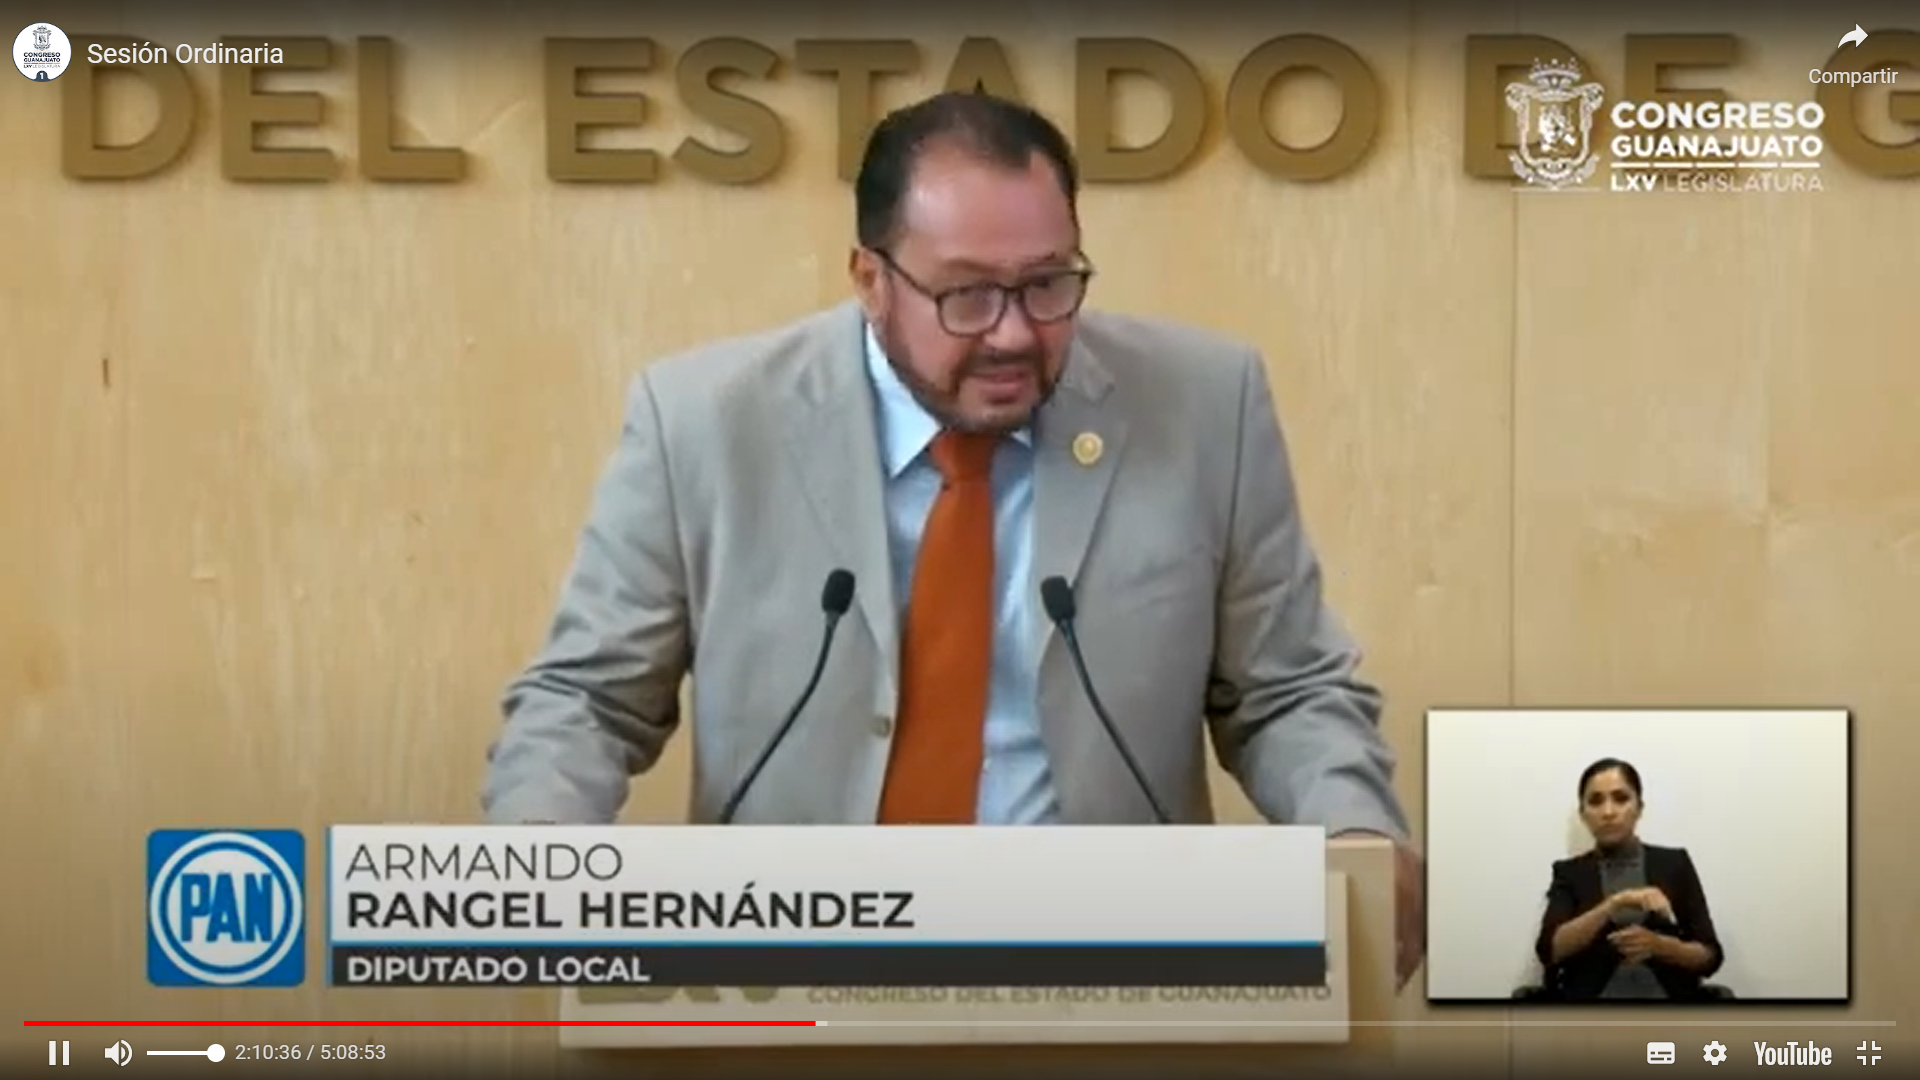 Sesión Ordinaria
Compartir
DEL ESTADO DE G
CONGRESO
GUANAJUATO
LXV LEGISLATURA
PAN
ARMANDO
RANGEL HERNÁNDEZ
DIPUTADO LOCAL
CONGRESO DEL ESTADO DE GUANAJUATO
2:10:36 / 5:08:53
YouTube